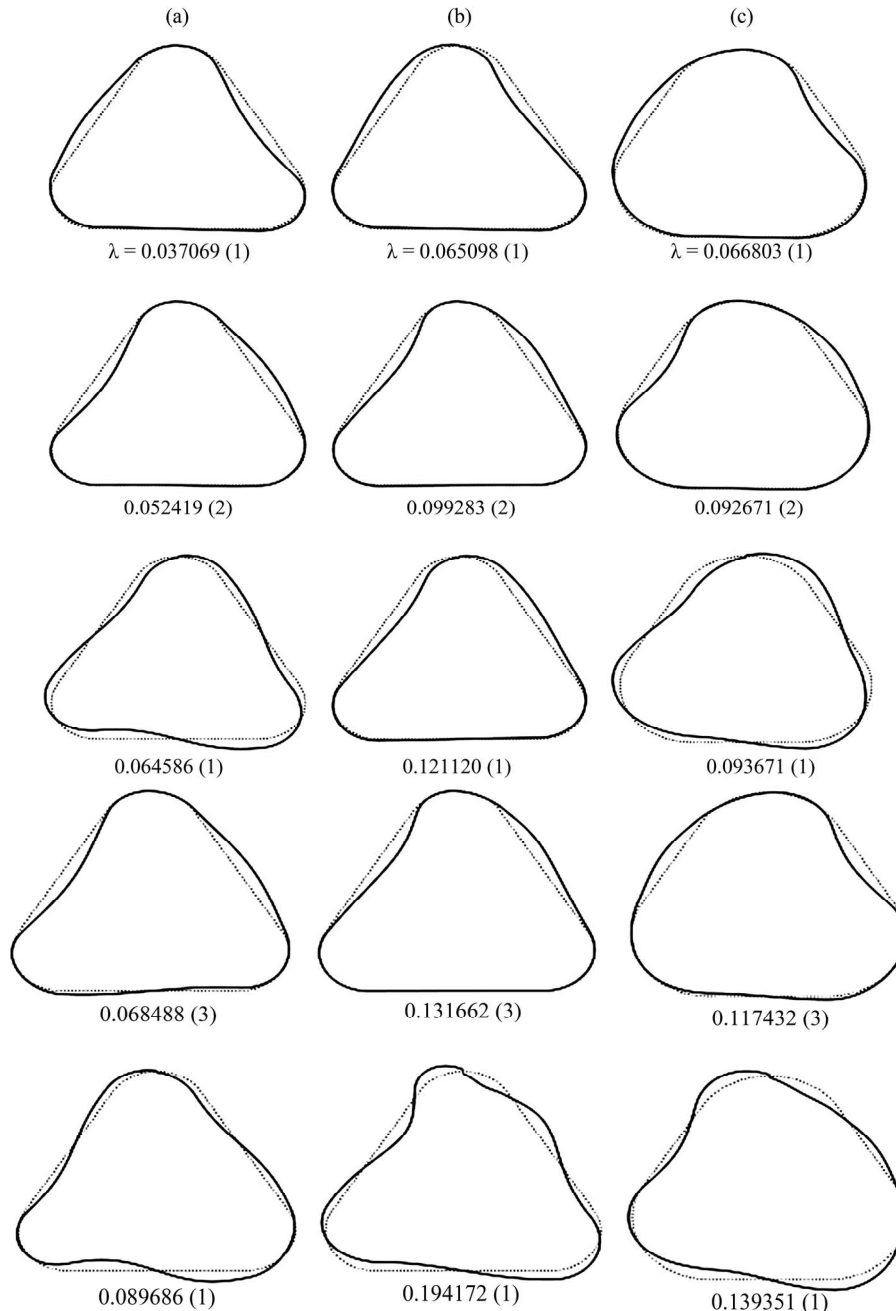 (a) (b) (c)
λ = 0.037069 (1) λ = 0.065098 (1) λ = 0.066803 (1)
0.052419 (2) 0.099283 (2) 0.092671 (2)
0.064586 (1) 0.121120 (1) 0.093671 (1)
0.068488 (3) 0.131662 (3) 0.117432 (3)
0.089686 (1) 0.194172 (1) 0.139351 (1)